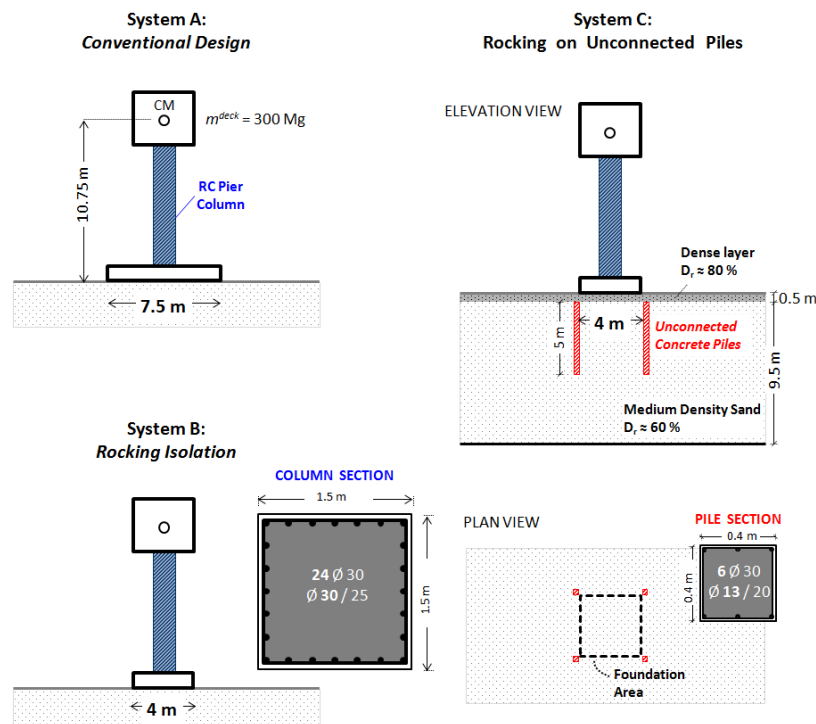 System A:
Conventional Design
CM
m^deck = 300 Mg
10.75 m
RC Pier
Column
7.5 m
System B:
Rocking Isolation
COLUMN SECTION
1.5 m
24 Ø 30
Ø 30 / 25
1.5 m
4 m
System C:
Rocking on Unconnected Piles
ELEVATION VIEW
Dense layer
D_r ≈ 80 %
0.5 m
4 m
5 m
Unconnected
Concrete Piles
9.5 m
Medium Density Sand
D_r ≈ 60 %
PLAN VIEW
PILE SECTION
0.4 m
0.4 m
6 Ø 30
Ø 13 / 20
Foundation
Area